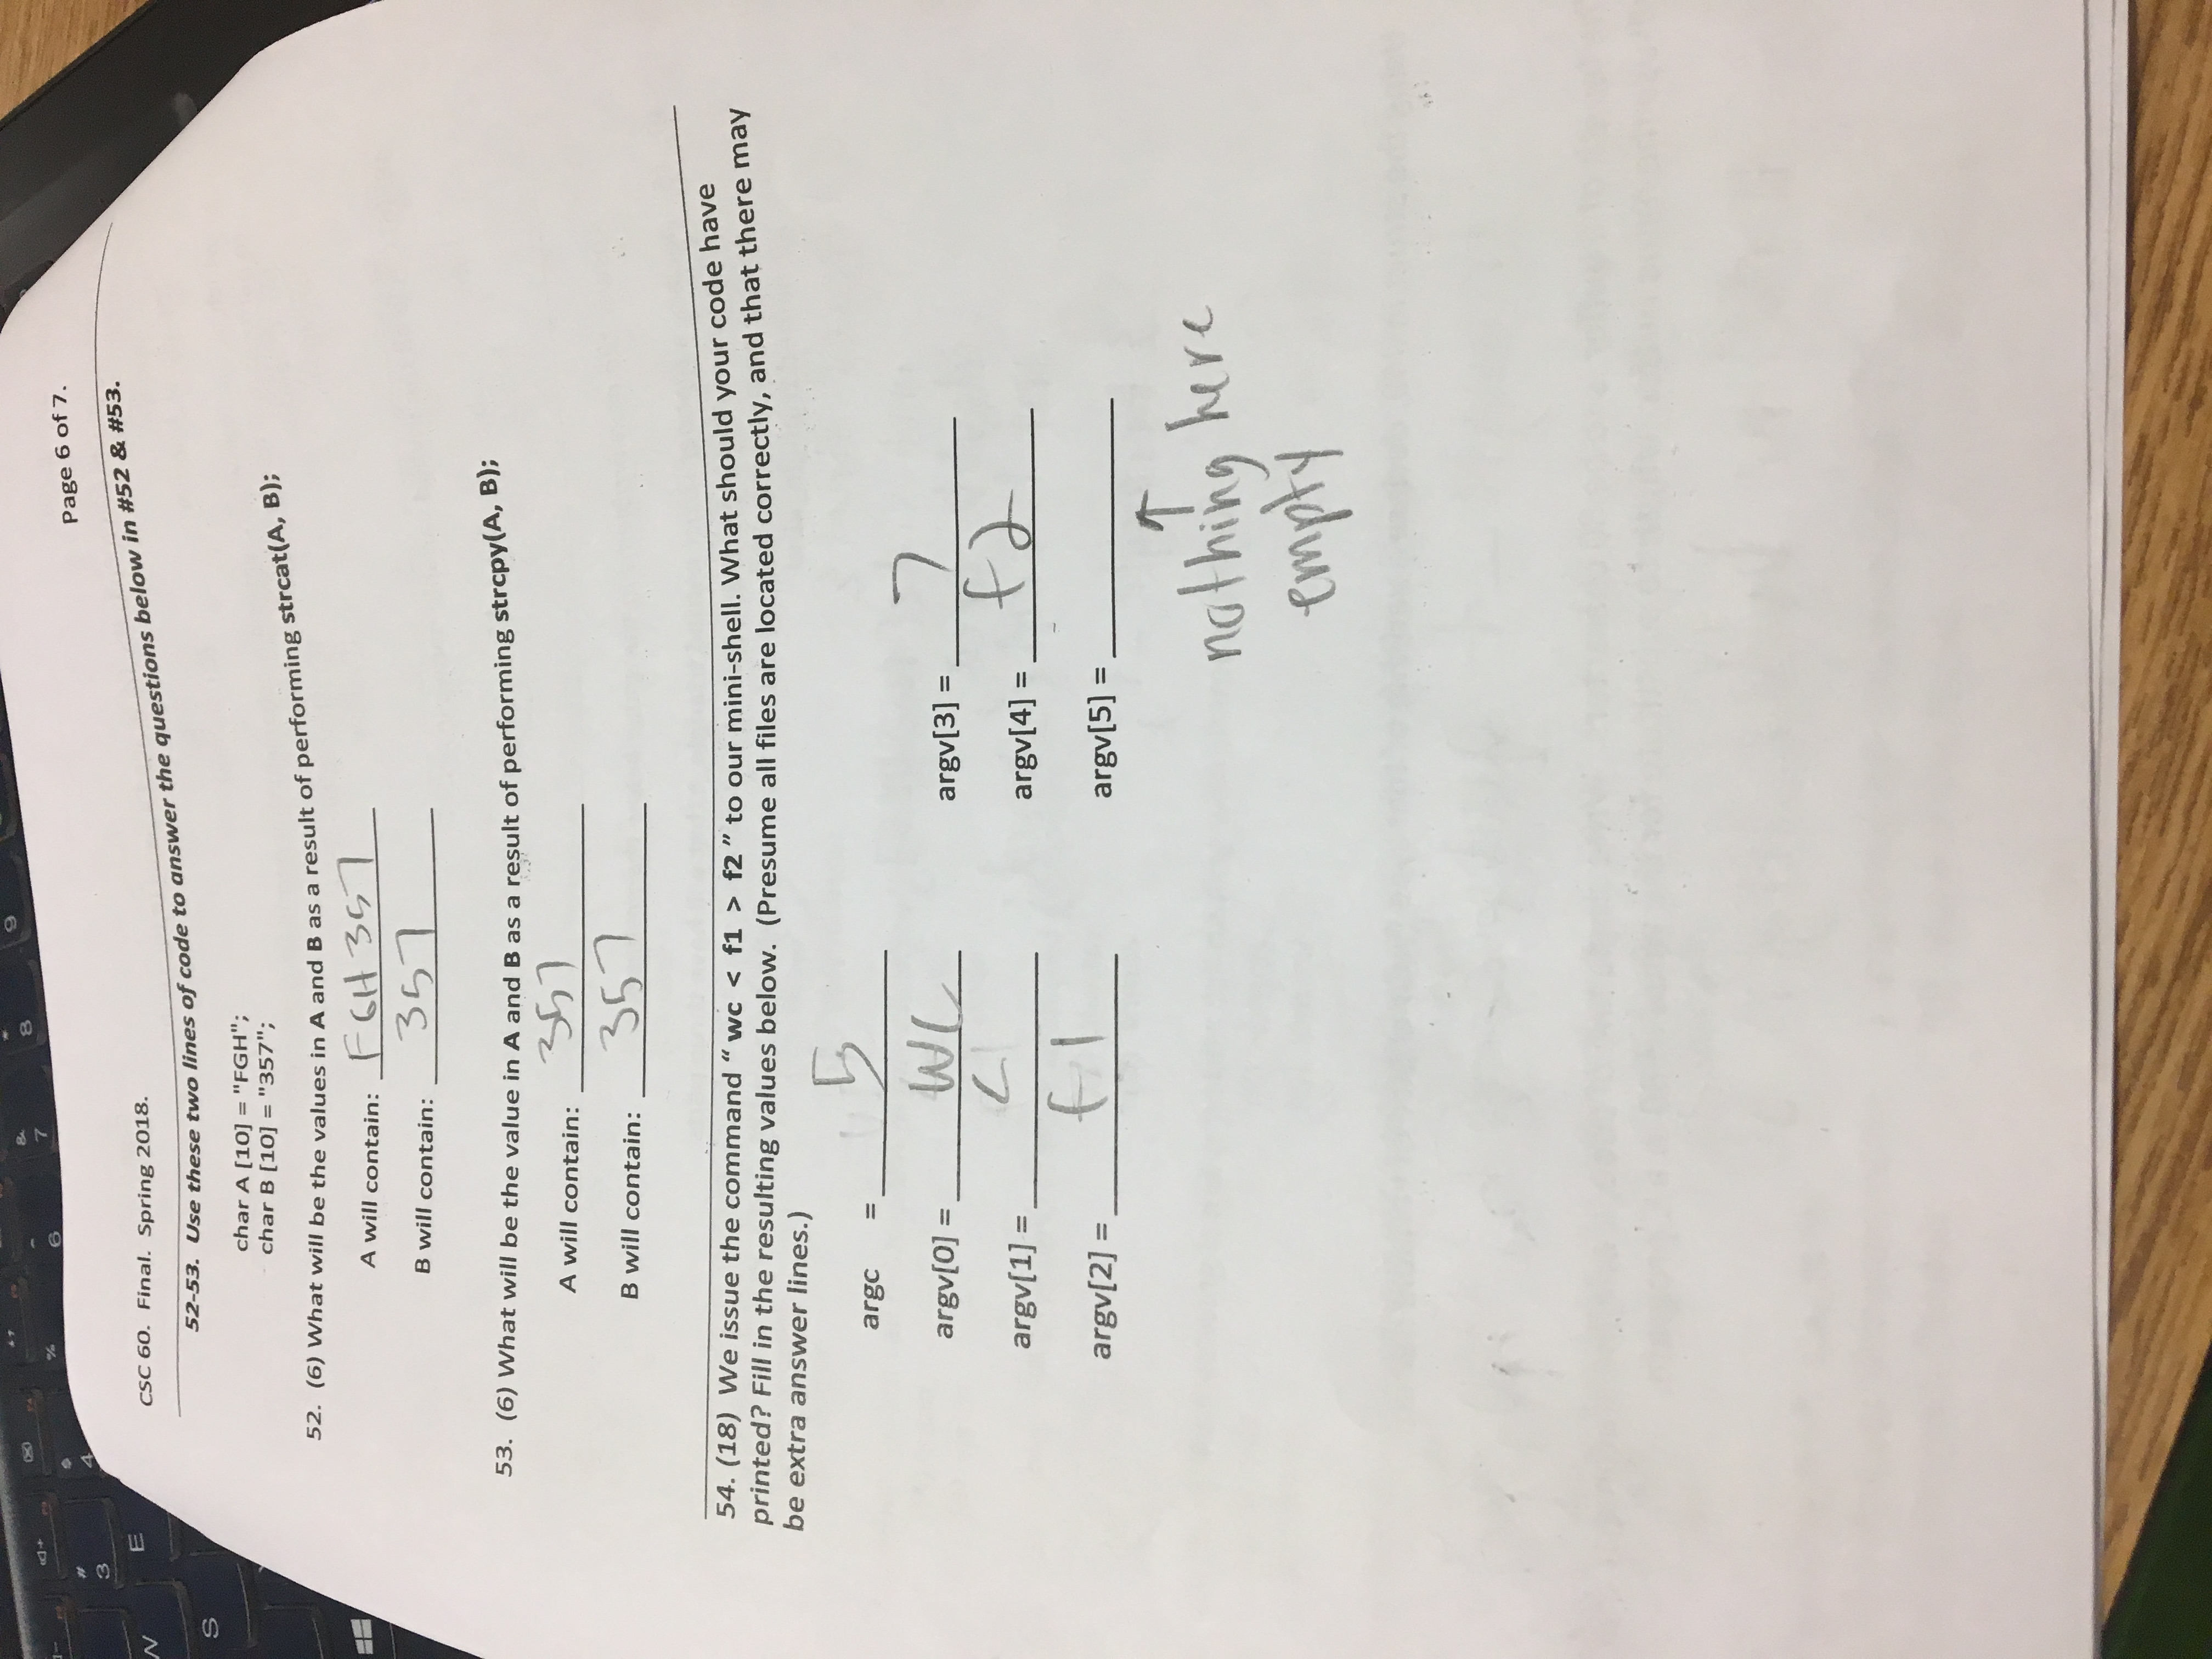 Page 6 of 7.
CSC 60. Final. Spring 2018.
52-53. Use these two lines of code to answer the questions below in #52 & #53.
char A [10] = "FGH";
char B [10] = "357";
52. (6) What will be the values in A and B as a result of performing strcat(A, B);
A will contain: FGH357
B will contain: 357
53. (6) What will be the value in A and B as a result of performing strcpy(A, B);
A will contain: 357
B will contain: 357
54. (18) We issue the command " wc < f1 > f2 " to our mini-shell. What should your code have
printed? Fill in the resulting values below. (Presume all files are located correctly, and that there may
be extra answer lines.)
argc = 5
argv[0] = wc
argv[1] = <
argv[2] = f1
argv[3] = >
argv[4] = f2
argv[5] =
↑
nothing here
empty